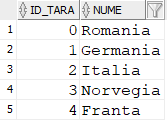 ID_TARA NUME
1 0 Romania
2 1 Germania
3 2 Italia
4 3 Norvegia
5 4 Franta